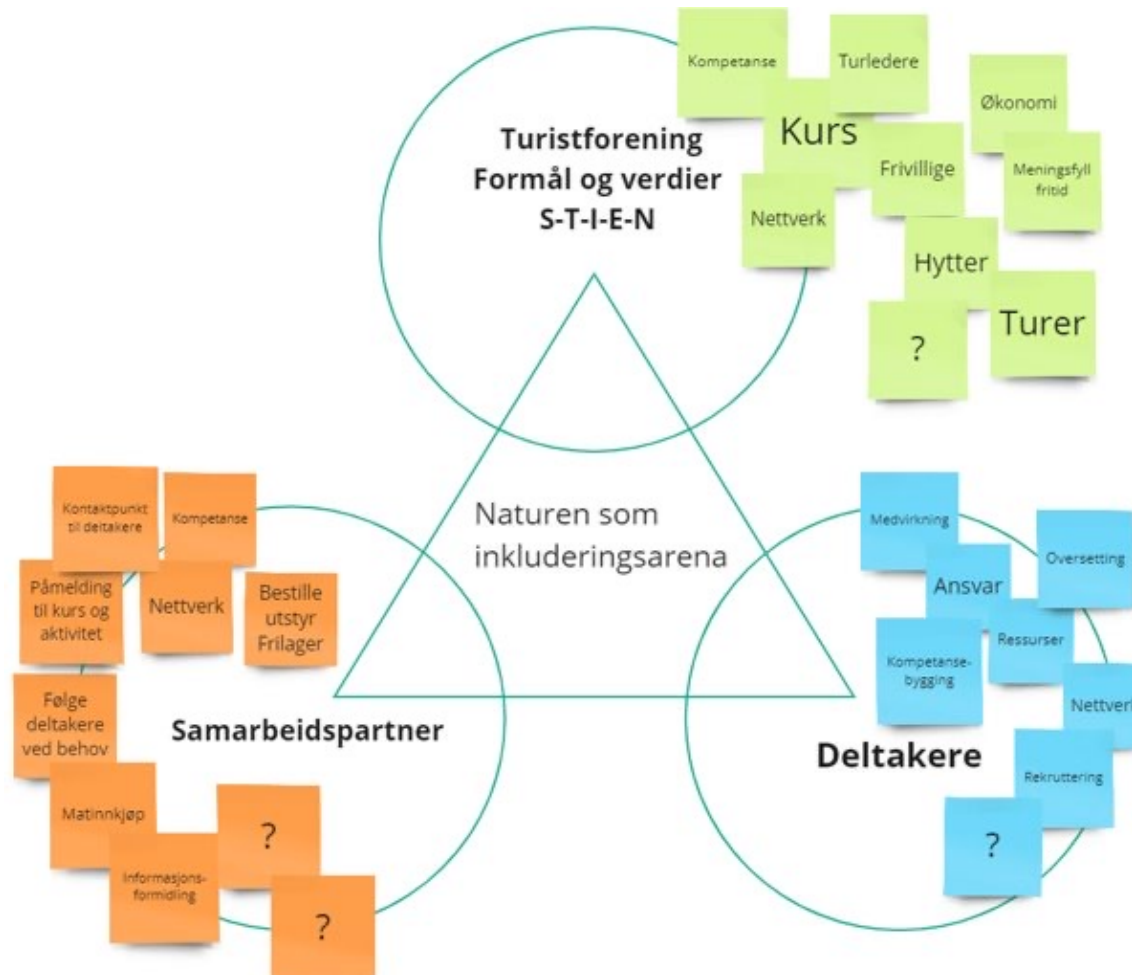 Kompetanse
Turledere
Økonomi
Kurs
Turistforening
Formål og verdier
S-T-I-E-N
Frivillige
Meningsfyll
fritid
Nettverk
Hytter
Turer
?
Naturen som
inkluderingsarena
Kontaktpunkt
til deltakere
Kompetanse
Påmelding
til kurs og
aktivitet
Nettverk
Bestille
utstyr
Frilager
Følge
deltakere
ved behov
Samarbeidspartner
Matinnkjøp
?
Informasjons-
formidling
?
Medvirkning
Oversetting
Ansvar
Ressurser
Kompetanse-
bygging
Nettverk
Deltakere
Rekruttering
?